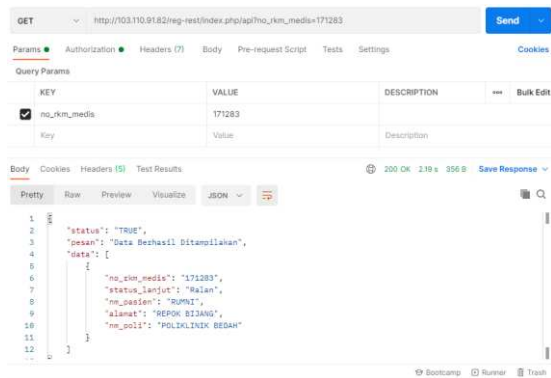 GET http://103.110.91.82/reg-rest/index.php/api?no_rkm_medis=171283 Send
Params Authorization Headers (7) Body Pre-request Script Tests Settings Cookies
Query Params
KEY VALUE DESCRIPTION Bulk Edit
no_rkm_medis 171283
Key Value Description
Body Cookies Headers (5) Test Results 200 OK 2.19 s 356 B Save Response
Pretty Raw Preview Visualize JSON
1 {
2 "status": "TRUE",
3 "pesan": "Data Berhasil Ditampilakan",
4 "data": [
5 {
6 "no_rkm_medis": "171283",
7 "status_lanjut": "Ralan",
8 "nm_pasien": "RUMNI",
9 "alamat": "REPOK BIJANG",
10 "nm_poli": "POLIKLINIK BEDAH"
11 }
12 ]
Bootcamp Runner Trash